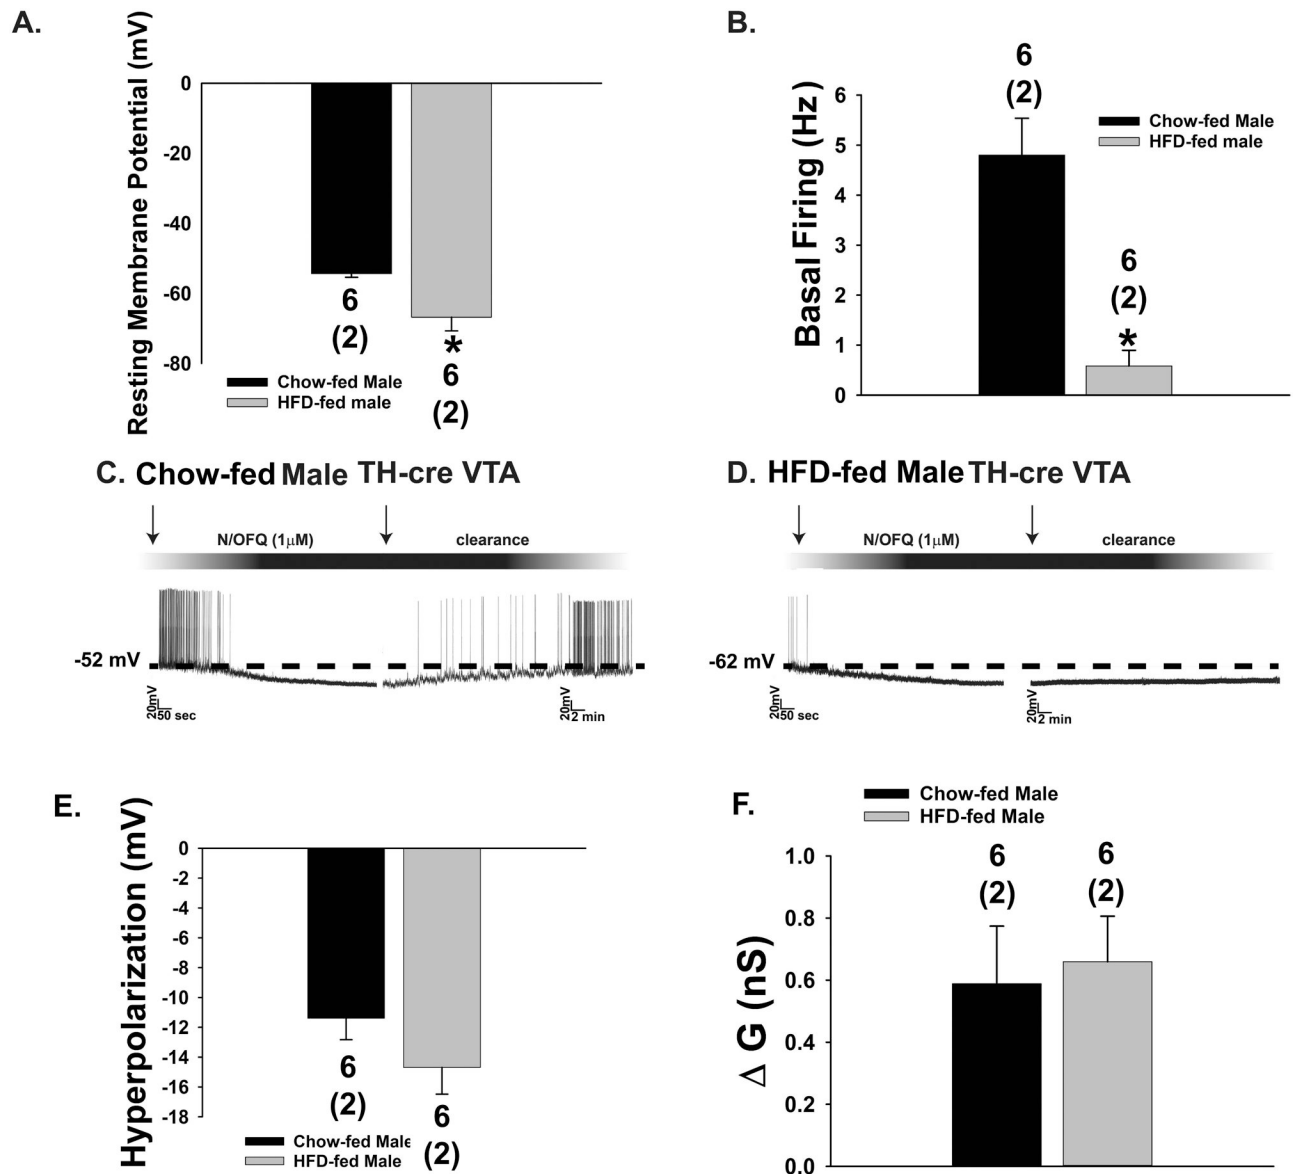 A.
Resting Membrane Potential (mV)
0
-20
-40
-60
-80
6
(2)
*
6
(2)
Chow-fed Male
HFD-fed male
B.
Basal Firing (Hz)
6
5
4
3
2
1
0
6
(2)
6
(2)
*
Chow-fed Male
HFD-fed male
C. Chow-fed Male TH-cre VTA
N/OFQ (1μM)
clearance
-52 mV
20mV
50 sec
20mV
2 min
D. HFD-fed Male TH-cre VTA
N/OFQ (1μM)
clearance
-62 mV
20mV
50 sec
20mV
2 min
E.
Hyperpolarization (mV)
0
-2
-4
-6
-8
-10
-12
-14
-16
-18
6
(2)
6
(2)
Chow-fed Male
HFD-fed Male
F.
Chow-fed Male
HFD-fed Male
Δ G (nS)
1.0
0.8
0.6
0.4
0.2
0.0
6
(2)
6
(2)